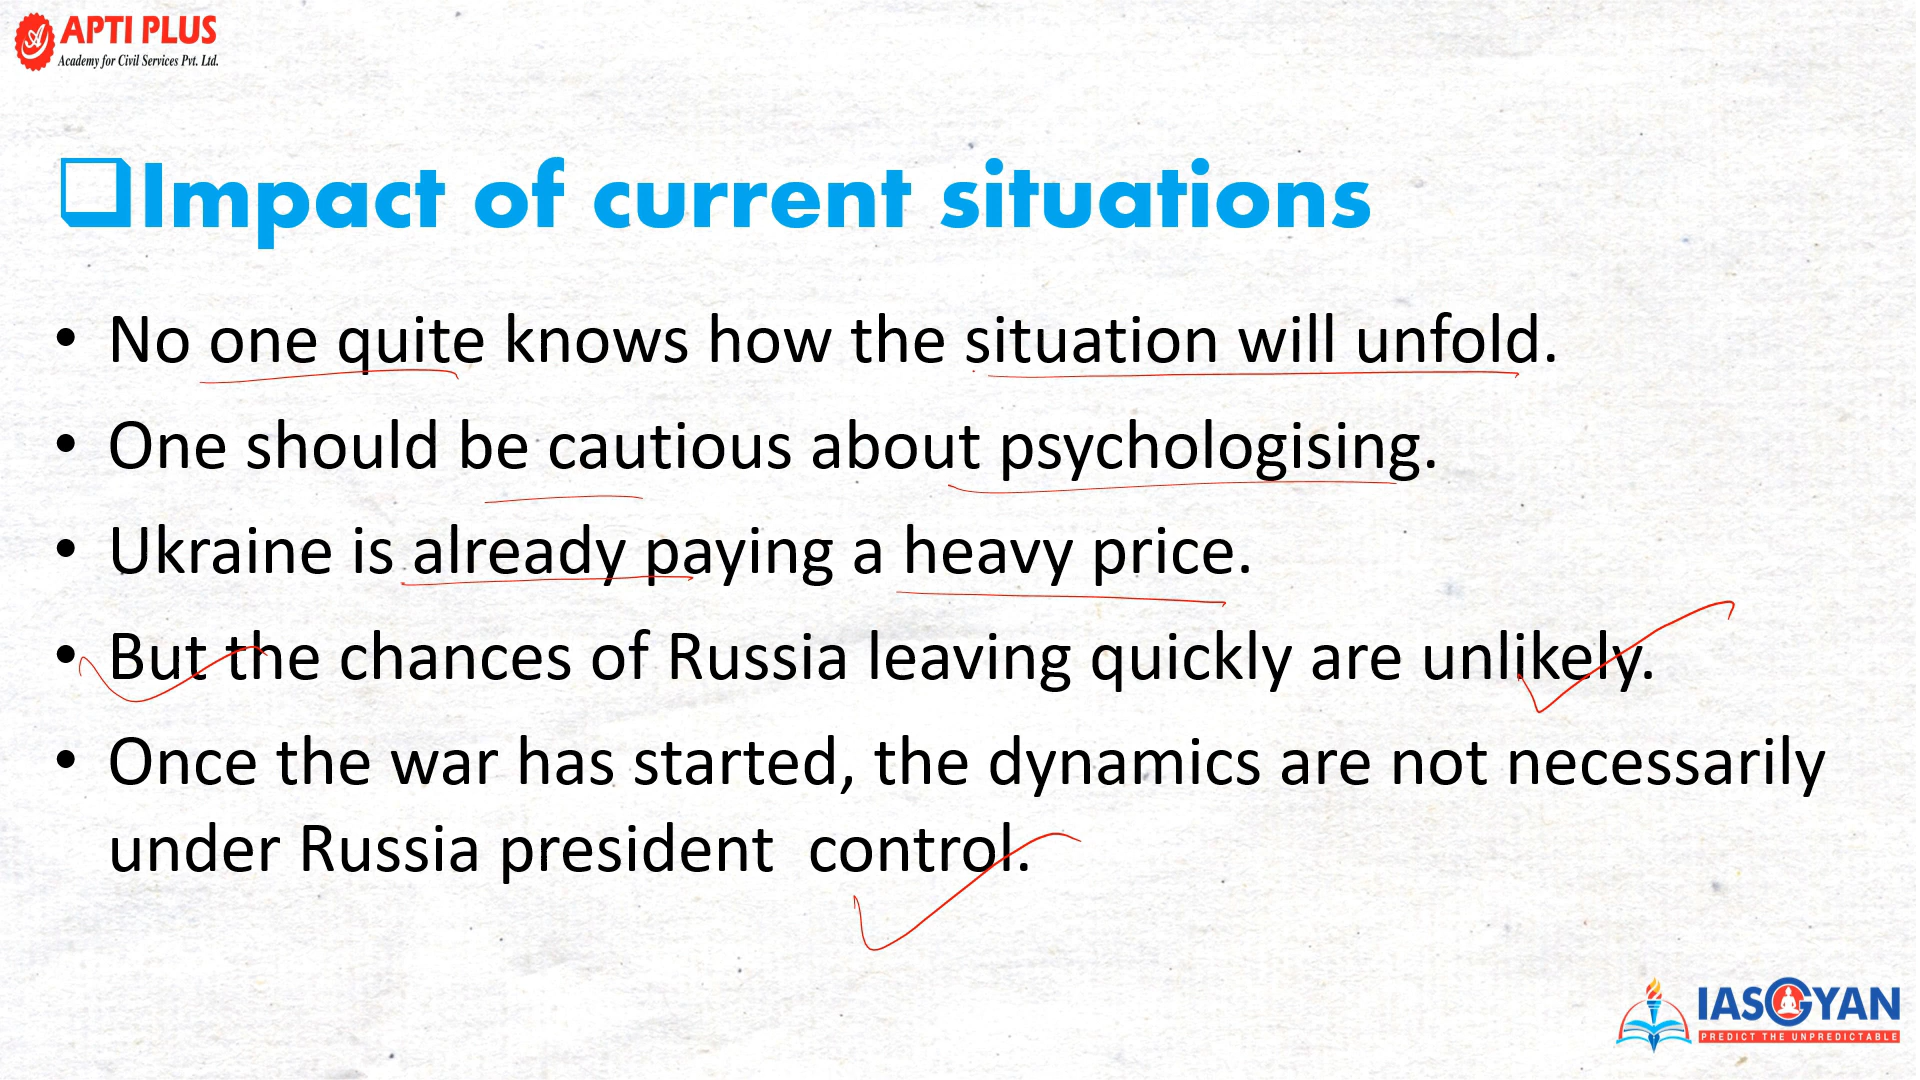 APTI PLUS
Academy for Civil Services Pvt. Ltd.
❑Impact of current situations
• No one quite knows how the situation will unfold.
• One should be cautious about psychologising.
• Ukraine is already paying a heavy price.
• But the chances of Russia leaving quickly are unlikely.
• Once the war has started, the dynamics are not necessarily
under Russia president  control.
IASGYAN
PREDICT THE UNPREDICTABLE